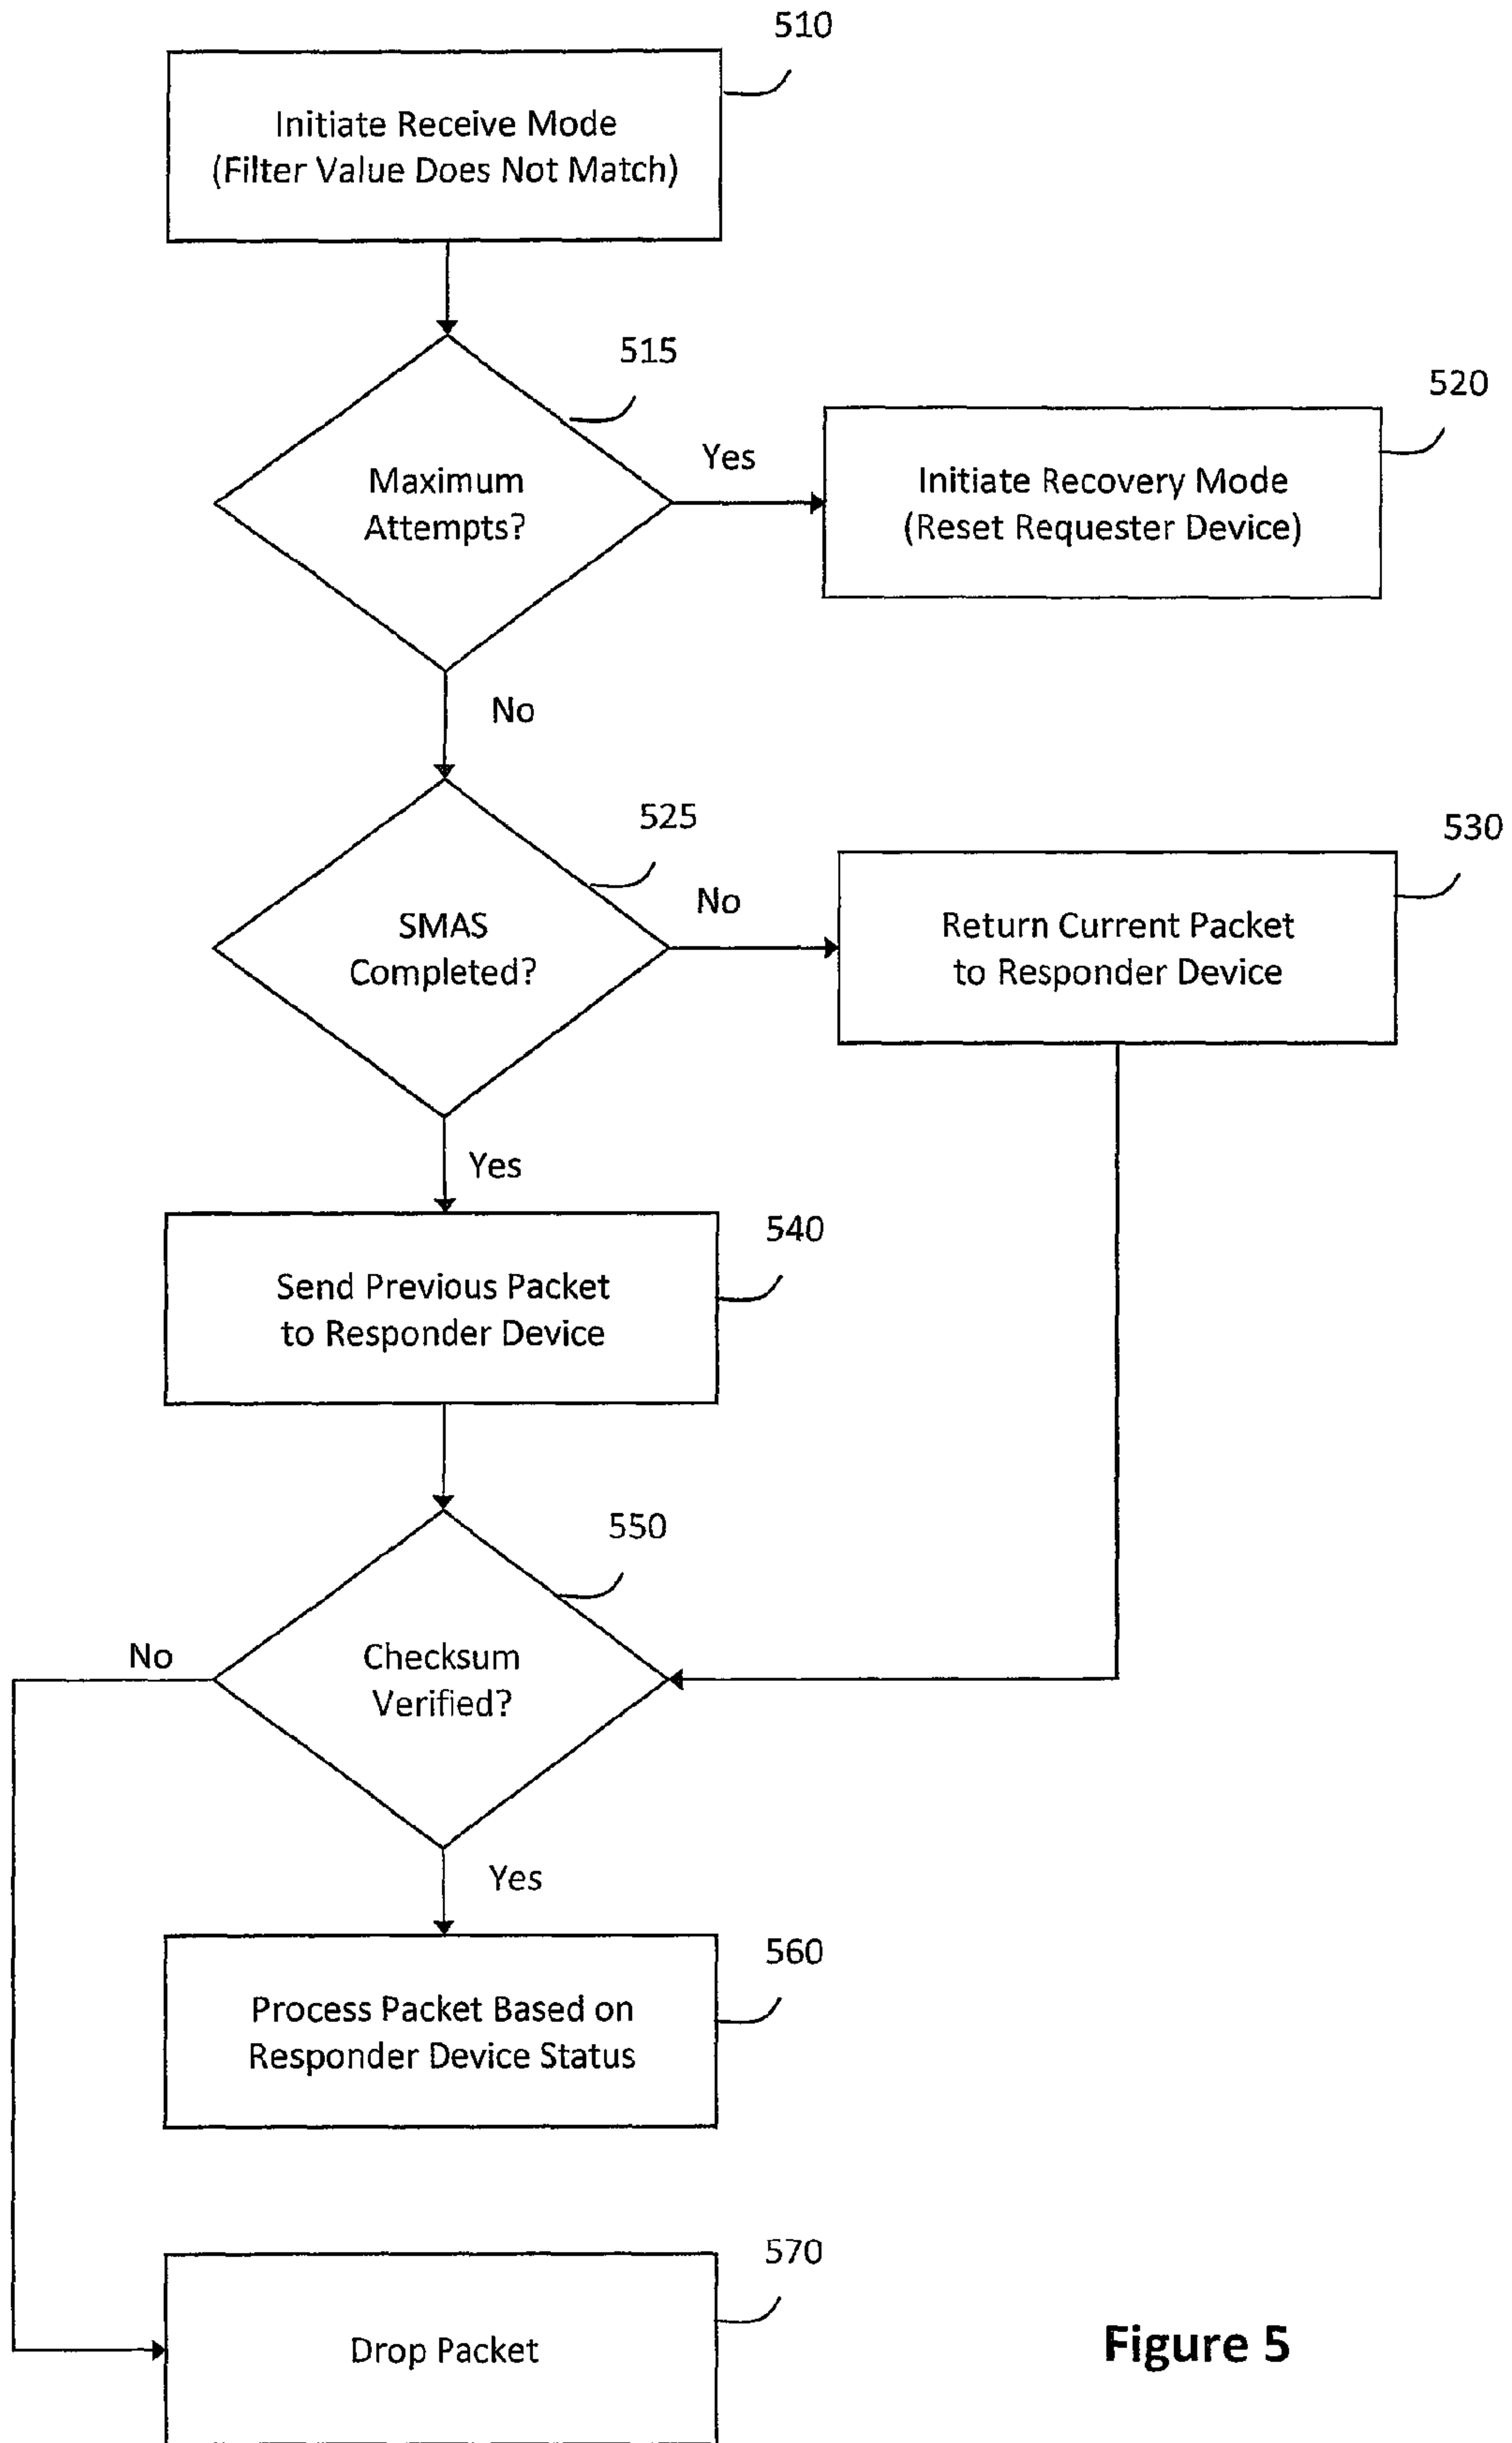 510
Initiate Receive Mode
(Filter Value Does Not Match)
515
Maximum
Attempts?
Yes
520
Initiate Recovery Mode
(Reset Requester Device)
No
525
SMAS
Completed?
No
530
Return Current Packet
to Responder Device
Yes
540
Send Previous Packet
to Responder Device
550
Checksum
Verified?
No
Yes
560
Process Packet Based on
Responder Device Status
570
Drop Packet
Figure 5